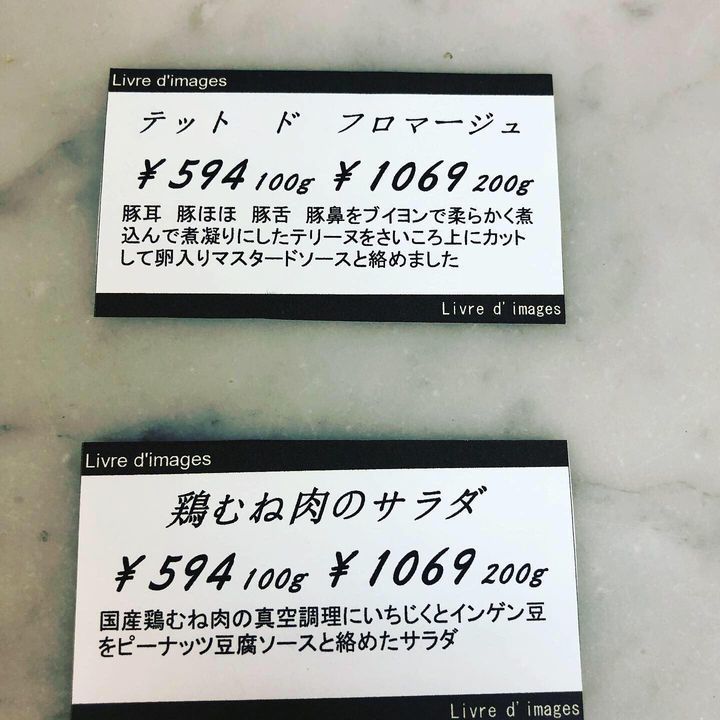 Livre d'images
テット ド フロマージュ
¥594 100g ¥1069 200g
豚耳 豚ほほ 豚舌 豚鼻をブイヨンで柔らかく煮
込んで煮凝りにしたテリーヌをさいころ上にカット
して卵入りマスタードソースと絡めました
Livre d'images
Livre d'images
鶏むね肉のサラダ
¥594 100g ¥1069 200g
国産鶏むね肉の真空調理にいちじくとインゲン豆
をピーナッツ豆腐ソースと絡めたサラダ
Livre d'images